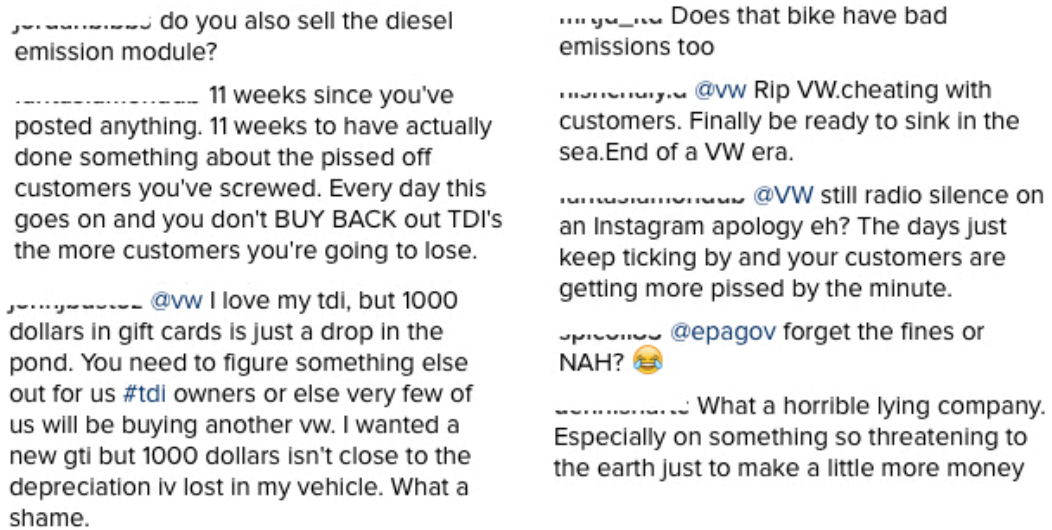 do you also sell the diesel
emission module?
11 weeks since you've
posted anything. 11 weeks to have actually
done something about the pissed off
customers you've screwed. Every day this
goes on and you don't BUY BACK out TDI's
the more customers you're going to lose.
@vw I love my tdi, but 1000
dollars in gift cards is just a drop in the
pond. You need to figure something else
out for us #tdi owners or else very few of
us will be buying another vw. I wanted a
new gti but 1000 dollars isn't close to the
depreciation iv lost in my vehicle. What a
shame.
Does that bike have bad
emissions too
@vw Rip VW.cheating with
customers. Finally be ready to sink in the
sea.End of a VW era.
@VW still radio silence on
an Instagram apology eh? The days just
keep ticking by and your customers are
getting more pissed by the minute.
@epagov forget the fines or
NAH? 😂
What a horrible lying company.
Especially on something so threatening to
the earth just to make a little more money